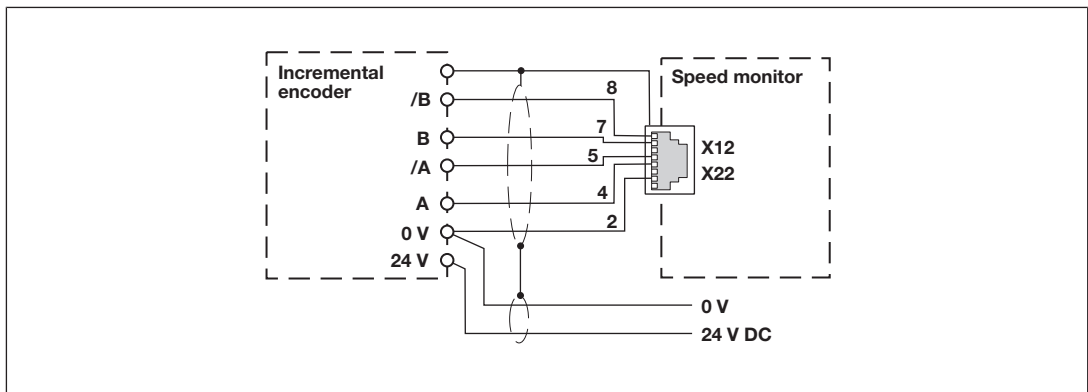 Incremental
encoder
Speed monitor
/B
8
B
7
/A
5
X12
X22
A
4
0 V
2
24 V
0 V
24 V DC